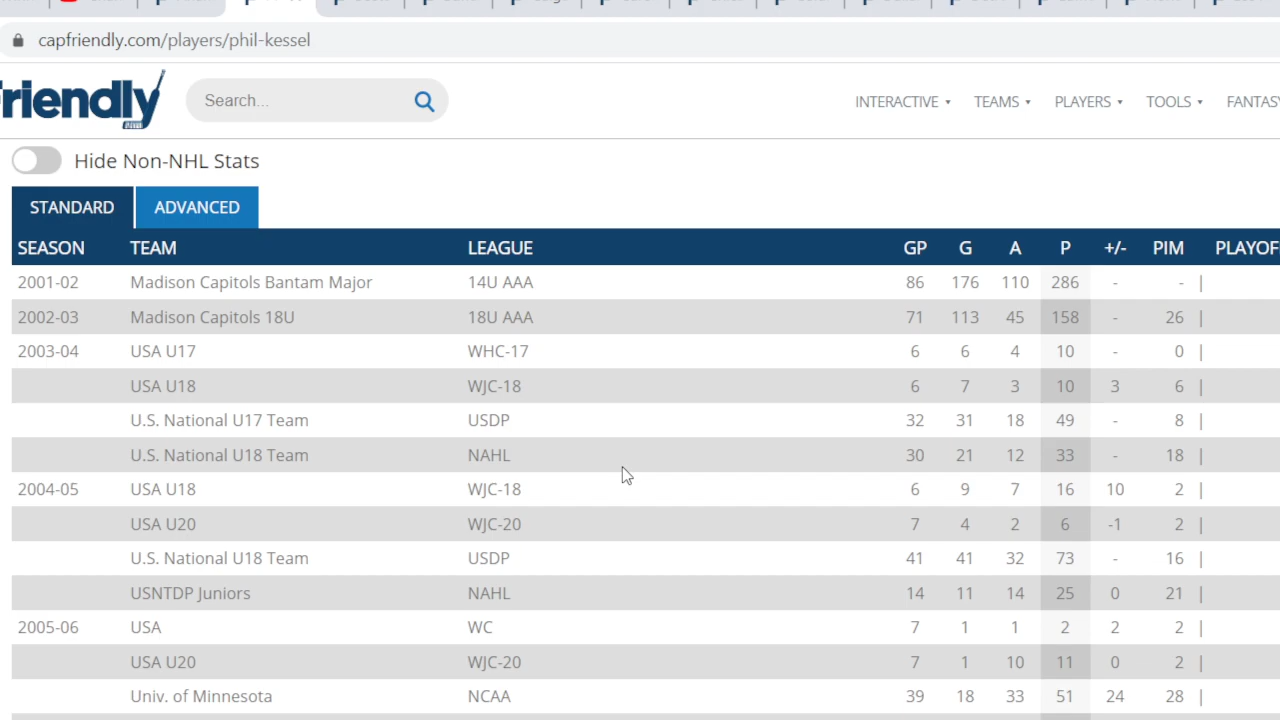 capfriendly.com/players/phil-kessel
friendly Search... INTERACTIVE TEAMS PLAYERS TOOLS FANTASY
Hide Non-NHL Stats
STANDARD ADVANCED
SEASON TEAM LEAGUE GP G A P +/- PIM PLAYOF
2001-02 Madison Capitols Bantam Major 14U AAA 86 176 110 286 - - |
2002-03 Madison Capitols 18U 18U AAA 71 113 45 158 - 26 |
2003-04 USA U17 WHC-17 6 6 4 10 - 0 |
USA U18 WJC-18 6 7 3 10 3 6 |
U.S. National U17 Team USDP 32 31 18 49 - 8 |
U.S. National U18 Team NAHL 30 21 12 33 - 18 |
2004-05 USA U18 WJC-18 6 9 7 16 10 2 |
USA U20 WJC-20 7 4 2 6 -1 2 |
U.S. National U18 Team USDP 41 41 32 73 - 16 |
USNTDP Juniors NAHL 14 11 14 25 0 21 |
2005-06 USA WC 7 1 1 2 2 2 |
USA U20 WJC-20 7 1 10 11 0 2 |
Univ. of Minnesota NCAA 39 18 33 51 24 28 |